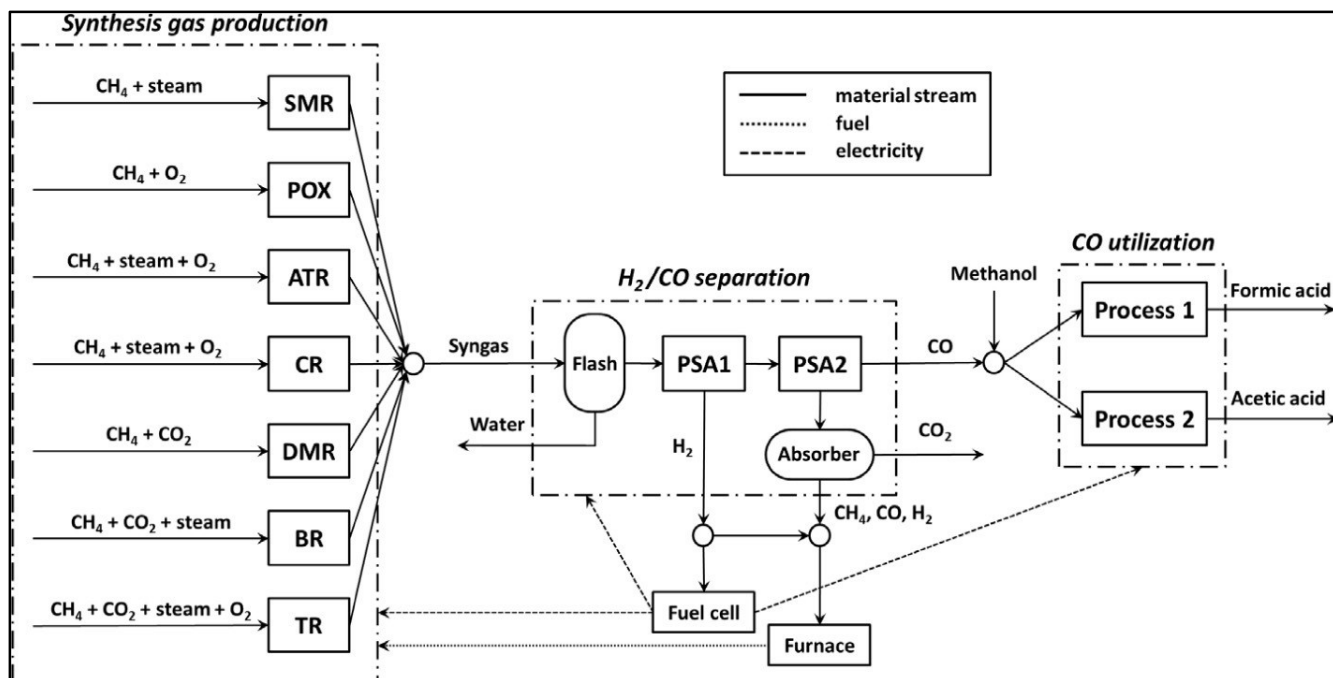 Synthesis gas production
CH₄ + steam
SMR
material stream
fuel
electricity
CH₄ + O₂
POX
CO utilization
CH₄ + steam + O₂
ATR
H₂/CO separation
Methanol
Process 1
Formic acid
CH₄ + steam + O₂
CR
Syngas
Flash
PSA1
PSA2
CO
Process 2
Acetic acid
Water
CH₄ + CO₂
DMR
H₂
Absorber
CO₂
CH₄ + CO₂ + steam
BR
CH₄, CO, H₂
CH₄ + CO₂ + steam + O₂
TR
Fuel cell
Furnace